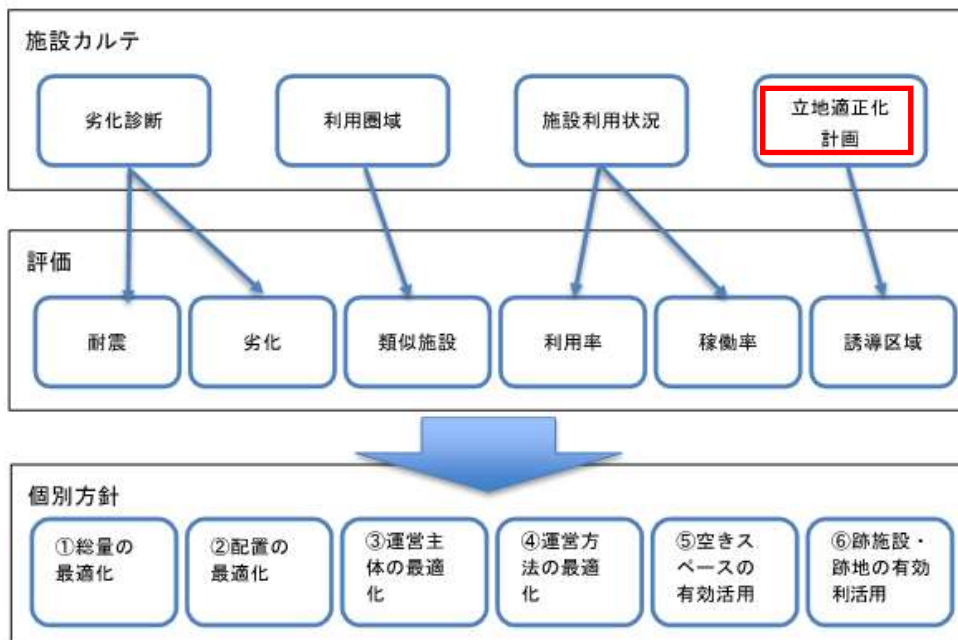 施設カルテ
劣化診断
利用圏域
施設利用状況
立地適正化
計画
評価
耐震
劣化
類似施設
利用率
稼働率
誘導区域
個別方針
①総量の
最適化
②配置の
最適化
③運営主
体の最適
化
④運営方
法の最適
化
⑤空きス
ペースの
有効活用
⑥跡施設・
跡地の有効
利活用